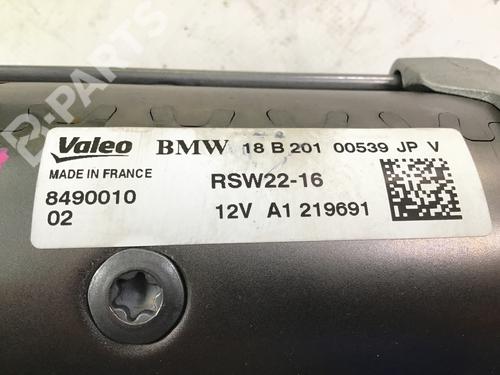 B-PARTS
Valeo BMW 18 B 201 00539 JP V
MADE IN FRANCE RSW22-16
8490010 12V A1 219691
02